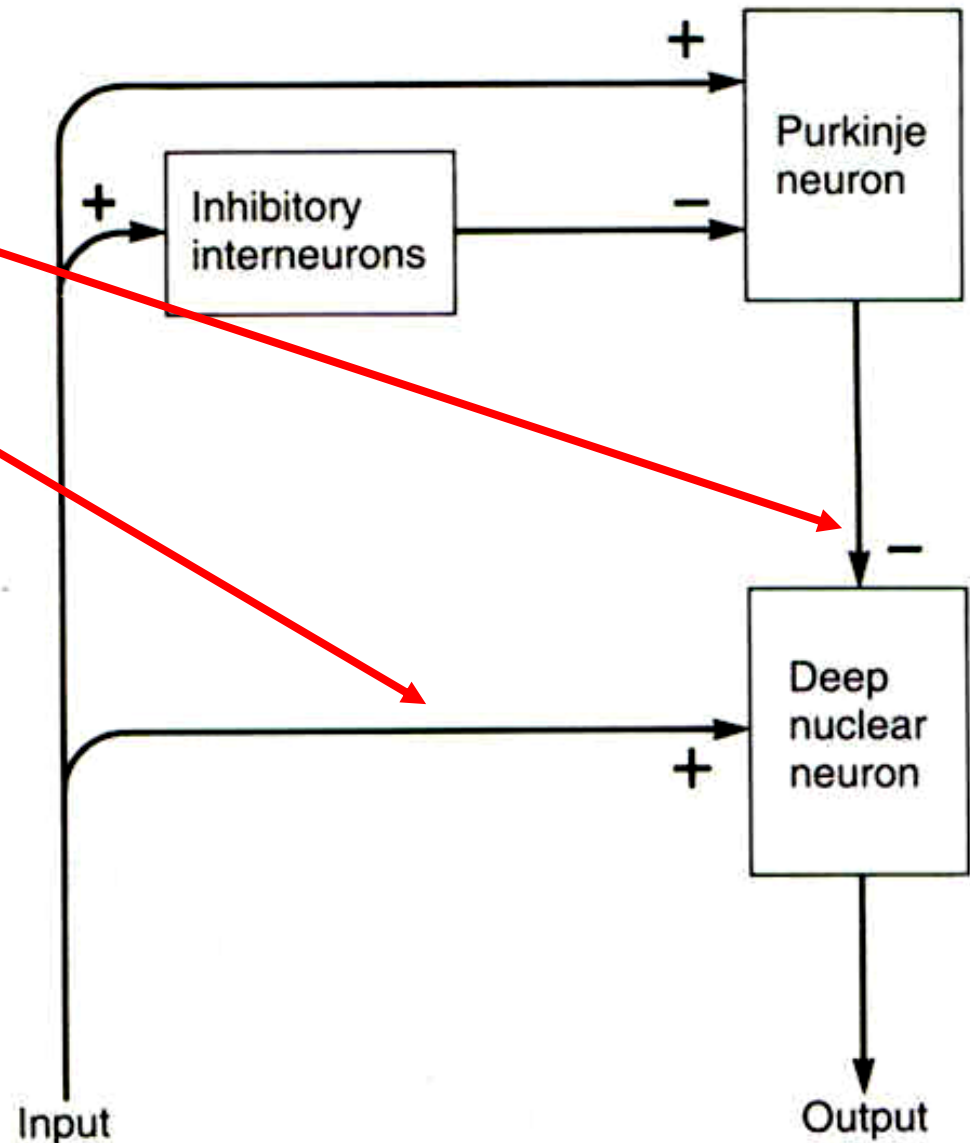 +
Purkinje
neuron
+
Inhibitory
interneurons
−
−
Deep
nuclear
neuron
+
Input
Output